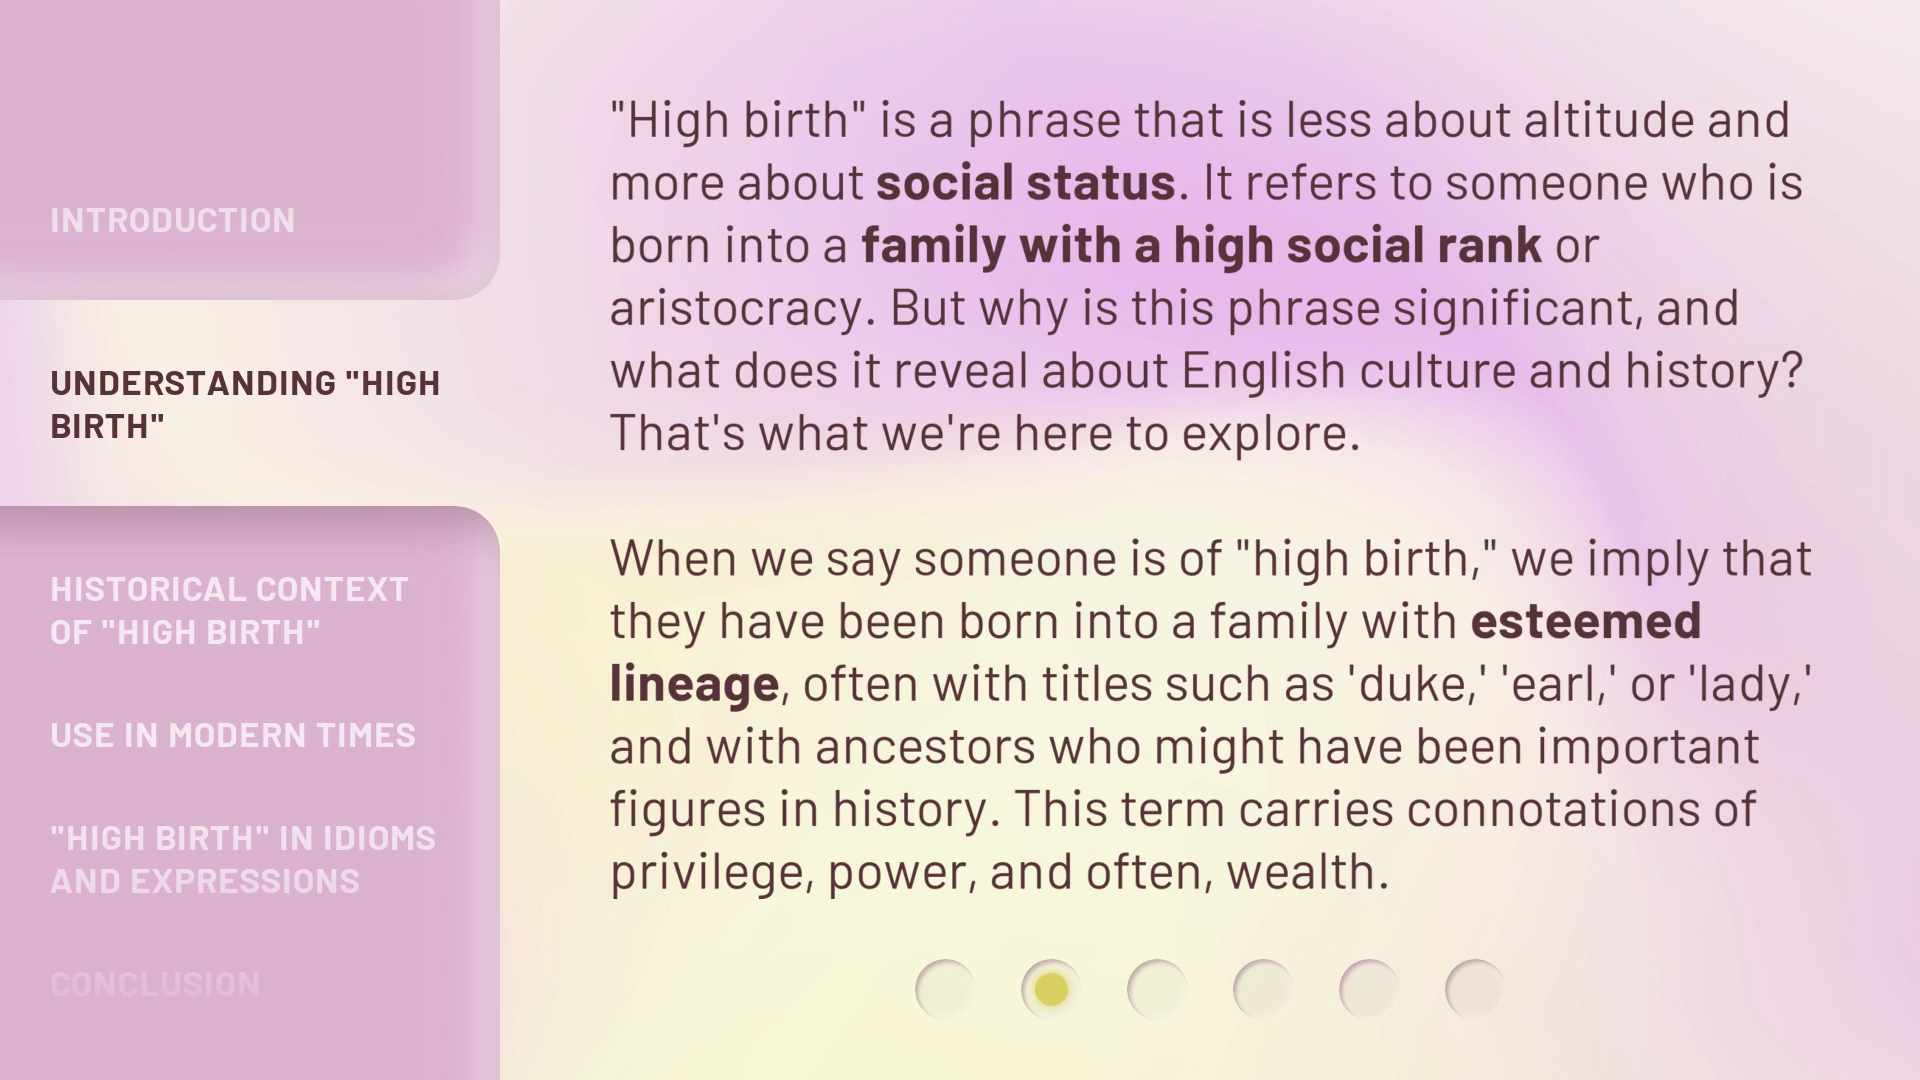 INTRODUCTION
UNDERSTANDING "HIGH
BIRTH"
HISTORICAL CONTEXT
OF "HIGH BIRTH"
USE IN MODERN TIMES
"HIGH BIRTH" IN IDIOMS
AND EXPRESSIONS
CONCLUSION
"High birth" is a phrase that is less about altitude and
more about social status. It refers to someone who is
born into a family with a high social rank or
aristocracy. But why is this phrase significant, and
what does it reveal about English culture and history?
That's what we're here to explore.
When we say someone is of "high birth," we imply that
they have been born into a family with esteemed
lineage, often with titles such as 'duke,' 'earl,' or 'lady,'
and with ancestors who might have been important
figures in history. This term carries connotations of
privilege, power, and often, wealth.